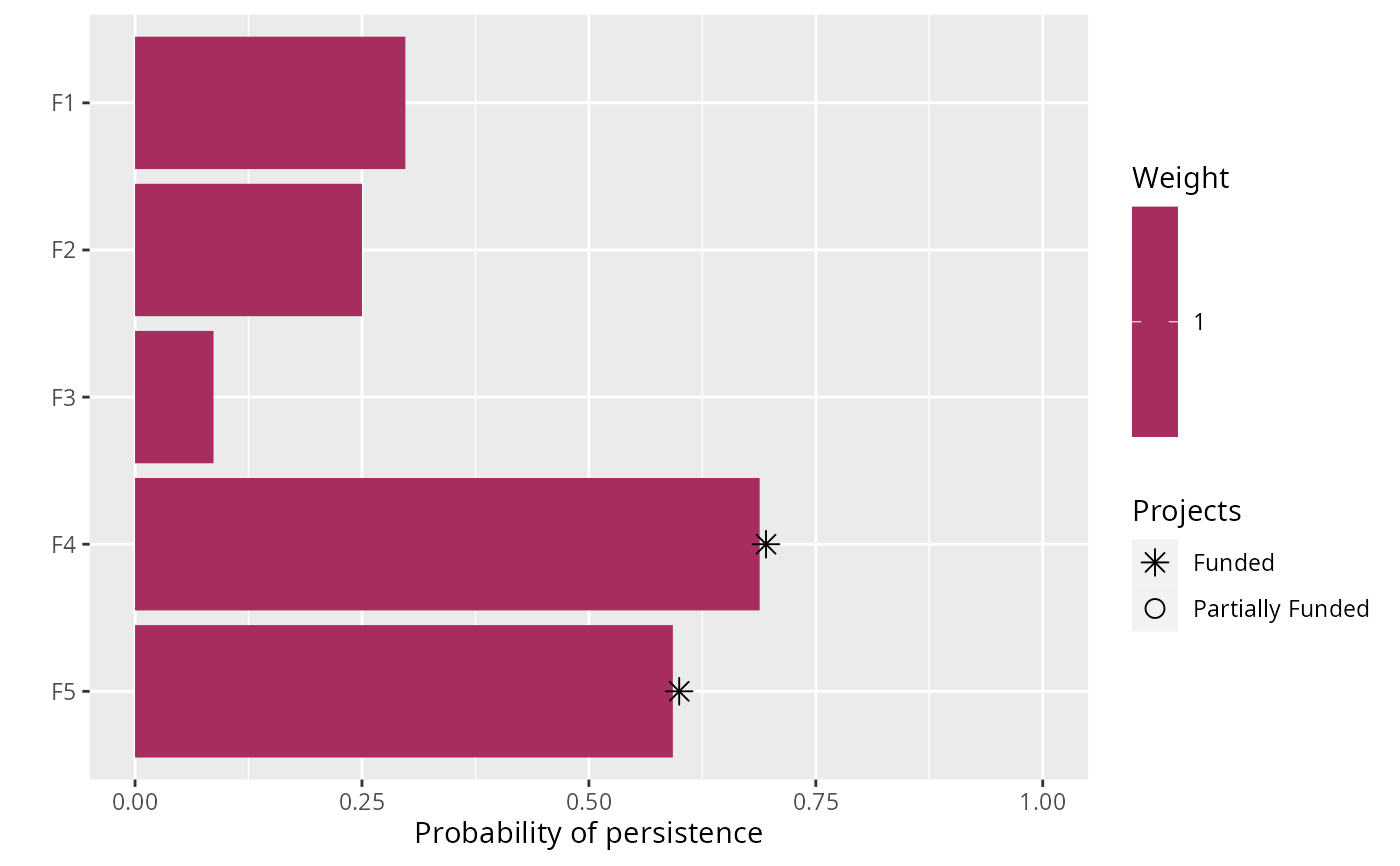 F1
F2
F3
F4
F5
0.00 0.25 0.50 0.75 1.00
Probability of persistence
Weight
1
Projects
Funded
Partially Funded